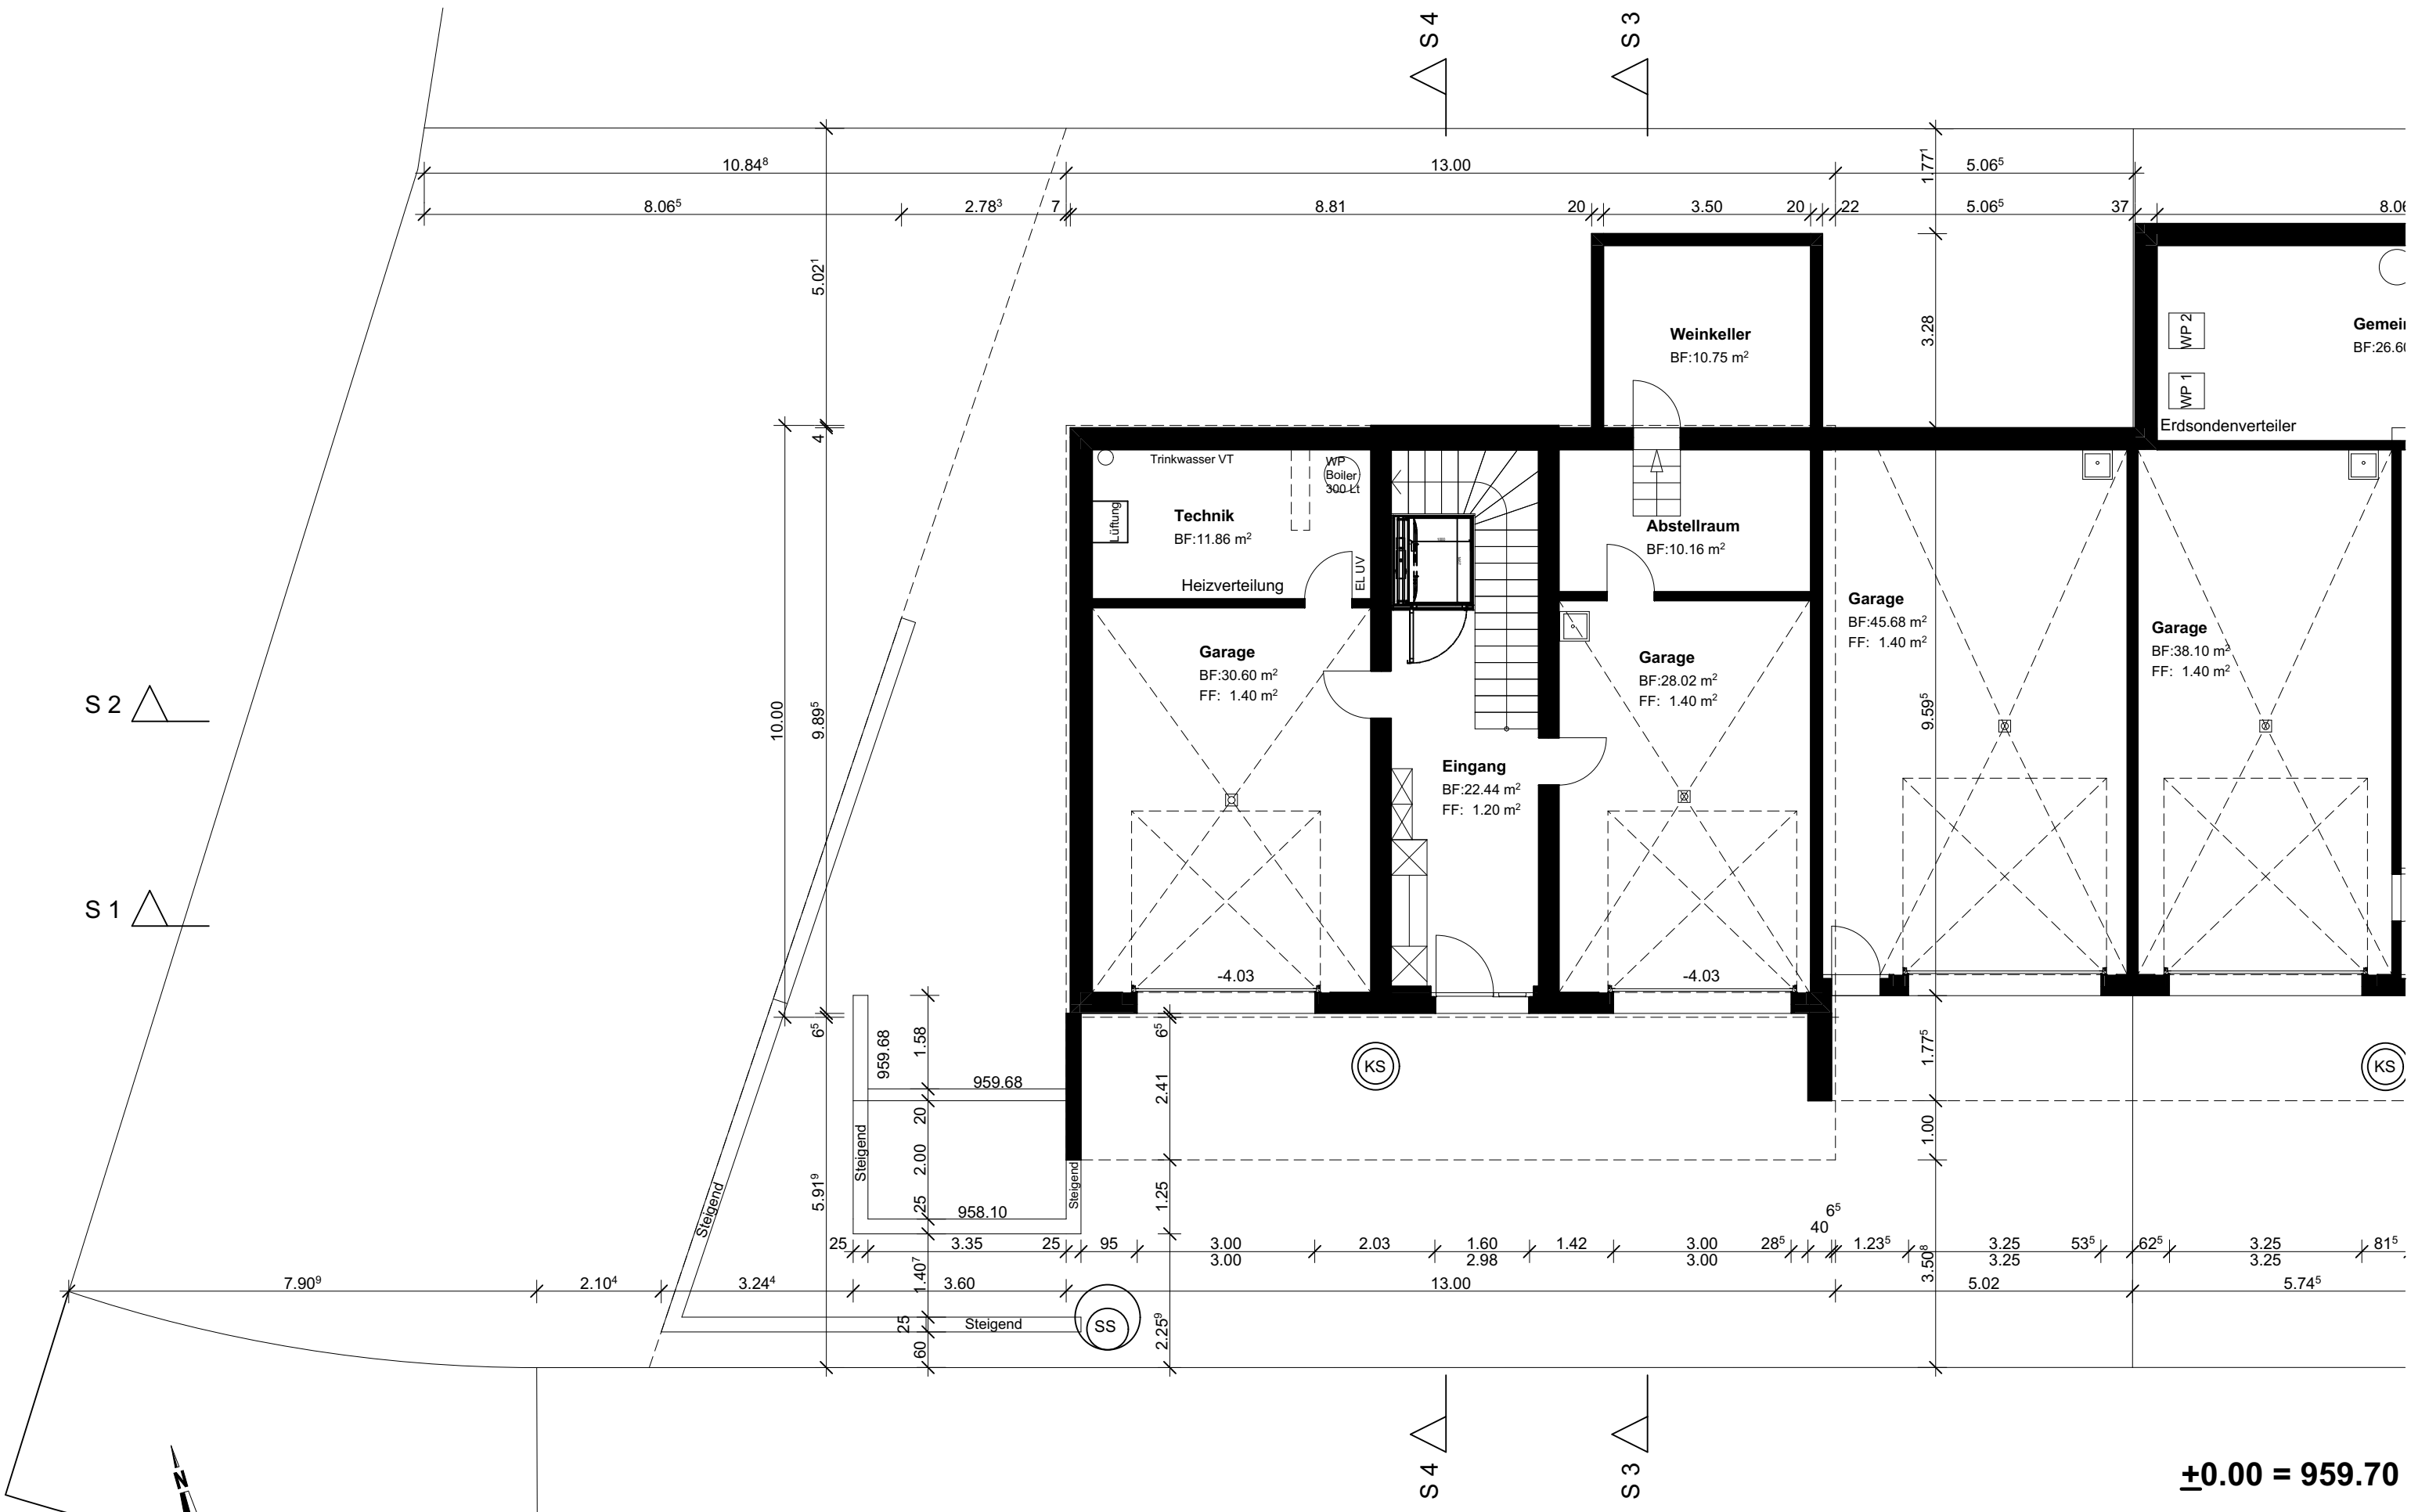 S 4
S 3
10.84⁸
13.00
1.77¹
5.06⁵
8.06⁵
2.78³
7
8.81
20
3.50
20
22
5.06⁵
37
5.02¹
3.28
Weinkeller
BF:10.75 m²
WP 2
WP 1
Erdsondenverteiler
4
Trinkwasser VT
WP
Boiler
300 Lt
Lüftung
Technik
BF:11.86 m²
EL UV
Heizverteilung
Abstellraum
BF:10.16 m²
Garage
BF:45.68 m²
FF: 1.40 m²
Garage
BF:38.10 m²
FF: 1.40 m²
Garage
BF:30.60 m²
FF: 1.40 m²
Garage
BF:28.02 m²
FF: 1.40 m²
S 2
10.00
9.89⁵
9.59⁵
Eingang
BF:22.44 m²
FF: 1.20 m²
S 1
-4.03
-4.03
6⁵
959.68
1.58
959.68
6⁵
2.41
KS
1.77⁵
KS
20
1.00
Steigend
2.00
Steigend
1.25
5.91⁹
Steigend
25
958.10
6⁵
40
25
3.35
25
95
3.00
3.00
2.03
1.60
2.98
1.42
3.00
3.00
28⁵
1.23⁵
3.25
3.25
53⁵
62⁵
3.25
3.25
81⁵
1.40⁷
3.50⁸
7.90⁹
2.10⁴
3.24⁴
3.60
13.00
5.02
5.74⁵
25
Steigend
SS
2.25⁹
60
S 4
S 3
N
±0.00 = 959.70